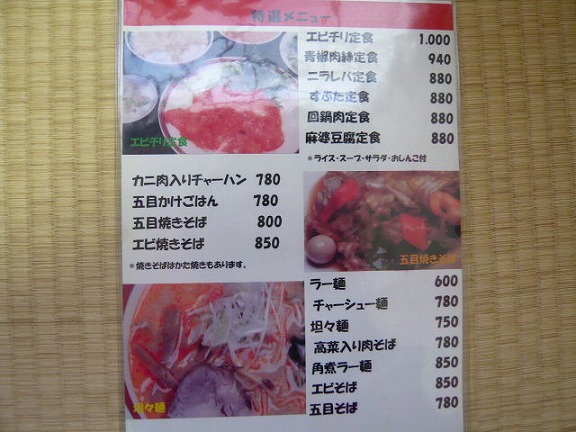 特選メニュー
エビチリ定食 1.000
青椒肉絲定食 940
ニラレバ定食 880
すぶた定食 880
回鍋肉定食 880
麻婆豆腐定食 880
*ライス・スープ・サラダ・おしんこ付
エビチリ定食
カニ肉入りチャーハン 780
五目かけごはん 780
五目焼きそば 800
エビ焼きそば 850
*焼きそばはかた焼きもあります。
五目焼きそば
ラー麺 600
チャーシュー麺 780
坦々麺 750
高菜入り肉そば 780
角煮ラー麺 850
エビそば 850
五目そば 780
坦々麺